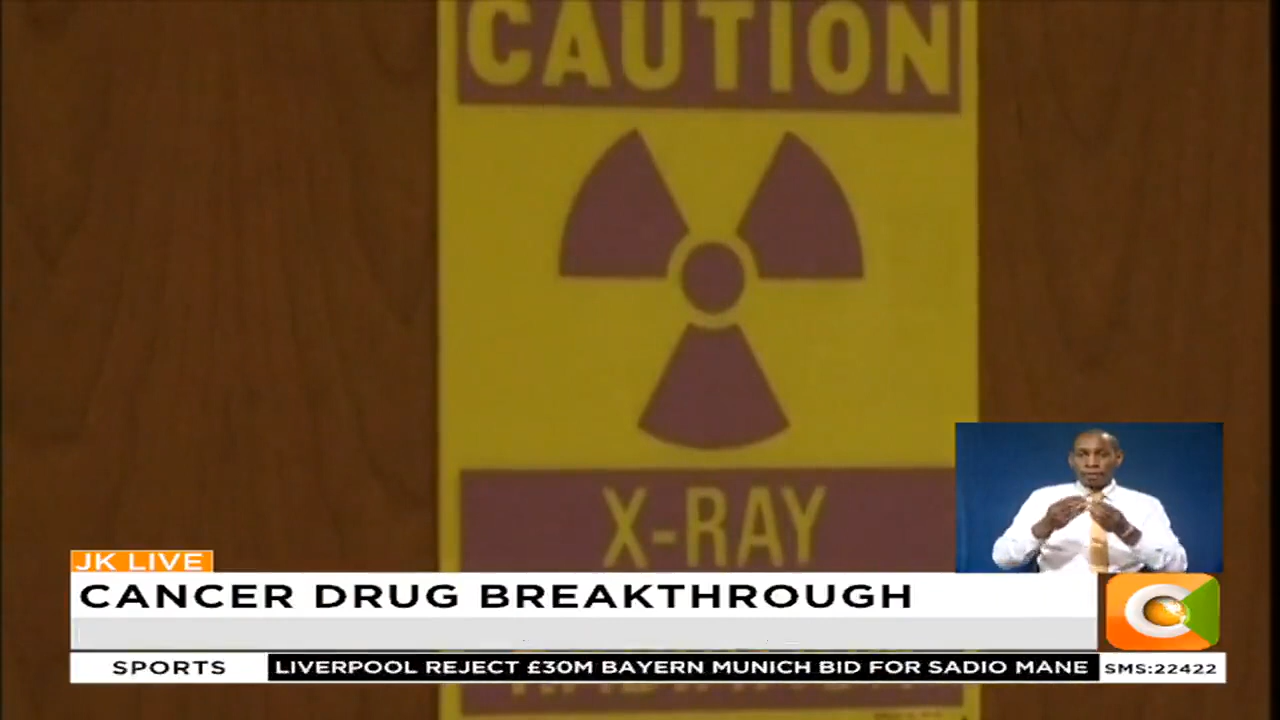 CAUTION
X-RAY
JK LIVE
CANCER DRUG BREAKTHROUGH
SPORTS
LIVERPOOL REJECT £30M BAYERN MUNICH BID FOR SADIO MANE
SMS:22422